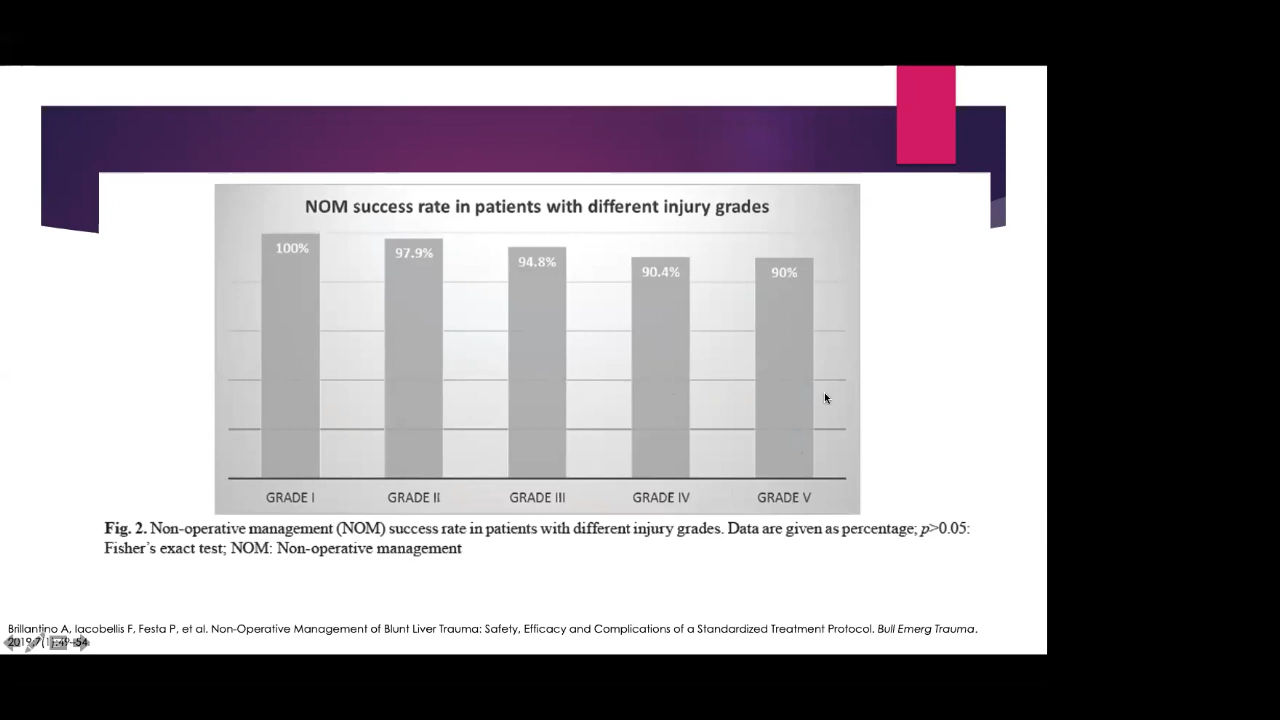 NOM success rate in patients with different injury grades
100%
97.9%
94.8%
90.4%
90%
GRADE I
GRADE II
GRADE III
GRADE IV
GRADE V
Fig. 2. Non-operative management (NOM) success rate in patients with different injury grades. Data are given as percentage; p>0.05:
Fisher's exact test; NOM: Non-operative management
Brillantino A, Iacobellis F, Festa P, et al. Non-Operative Management of Blunt Liver Trauma: Safety, Efficacy and Complications of a Standardized Treatment Protocol. Bull Emerg Trauma.